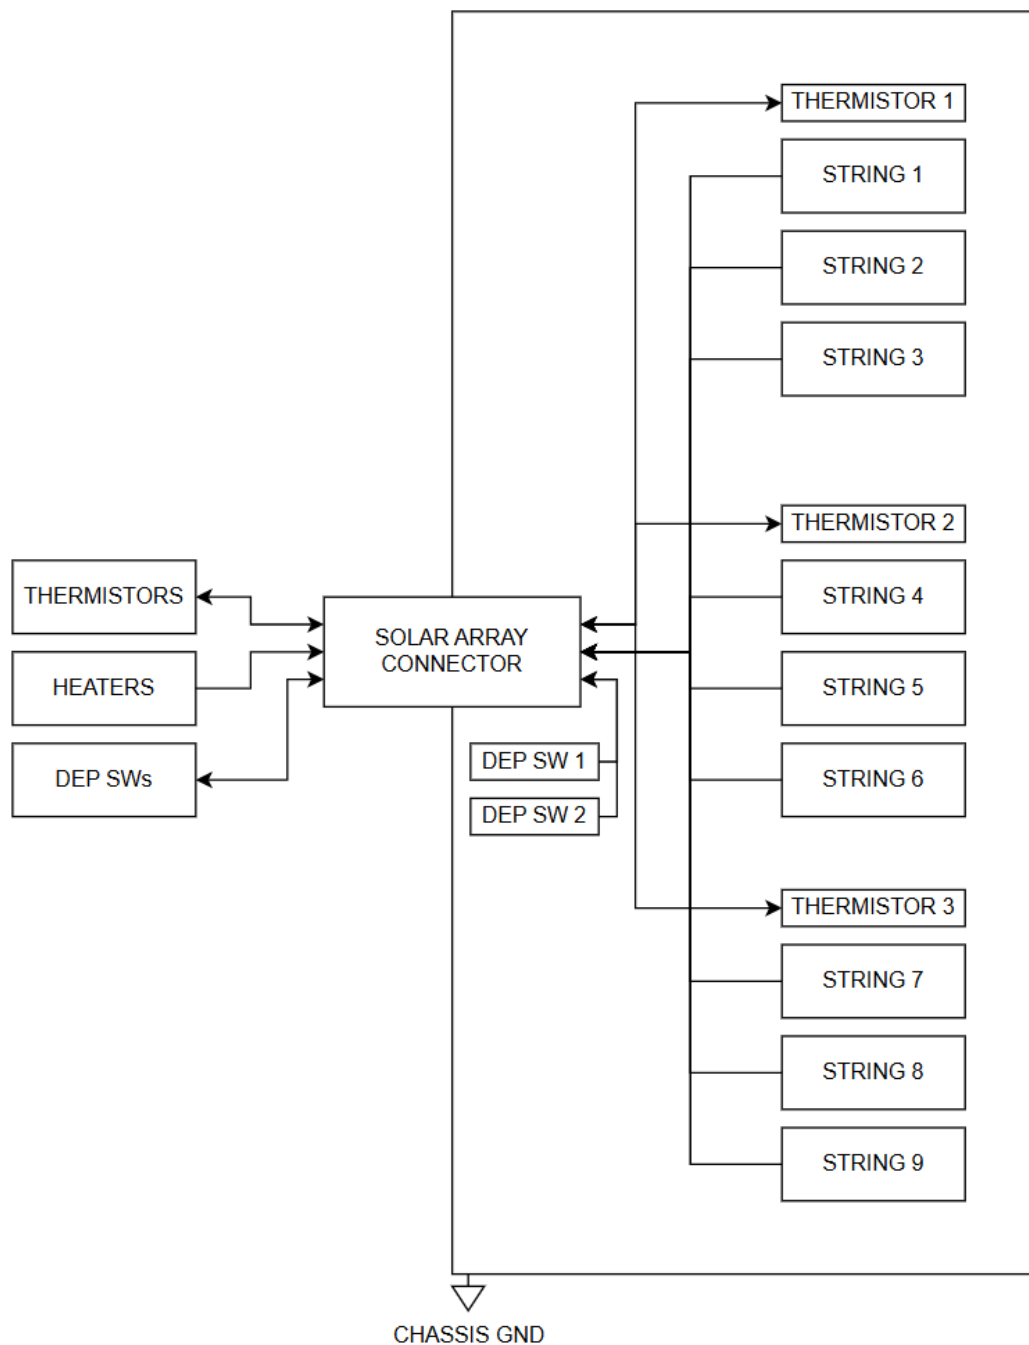 THERMISTOR 1
STRING 1
STRING 2
STRING 3
THERMISTOR 2
THERMISTORS
STRING 4
SOLAR ARRAY
CONNECTOR
HEATERS
STRING 5
DEP SW 1
DEP SWs
STRING 6
DEP SW 2
THERMISTOR 3
STRING 7
STRING 8
STRING 9
CHASSIS GND